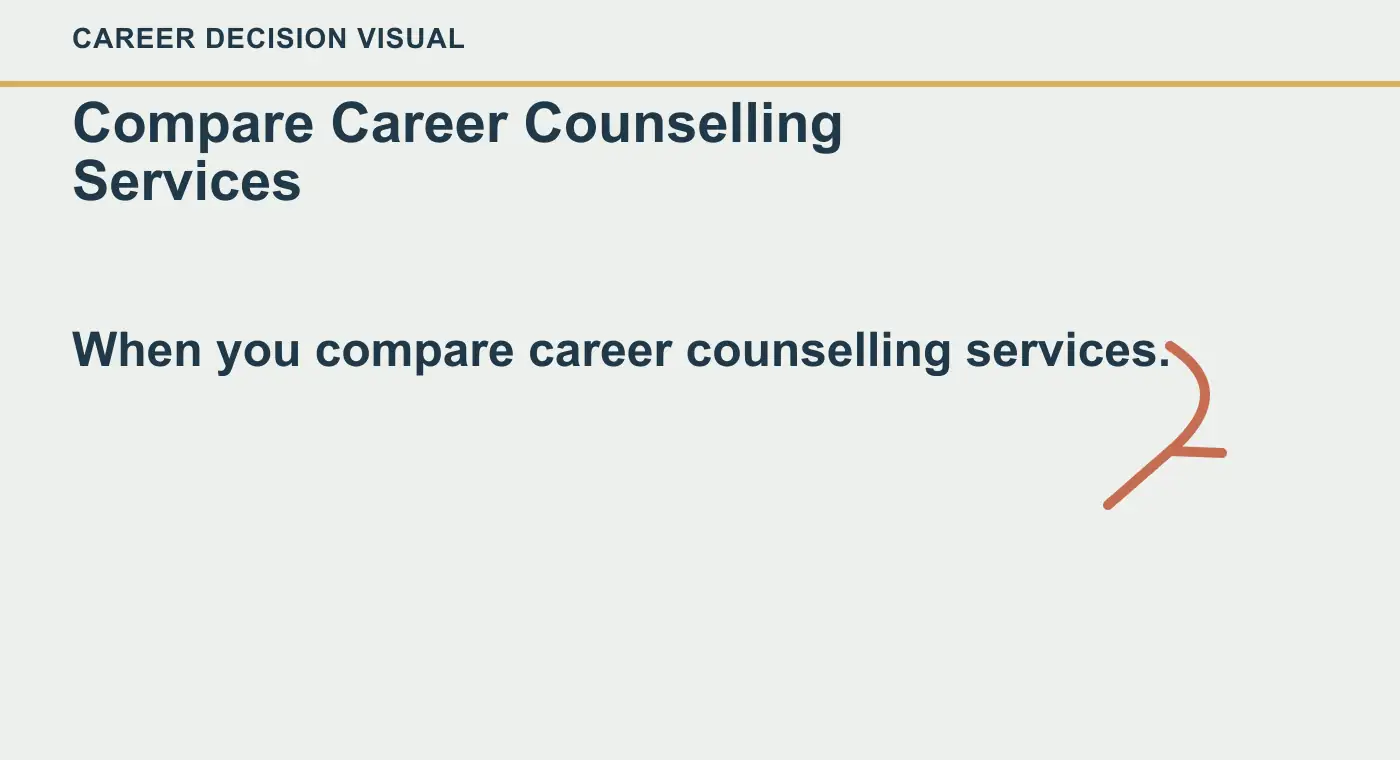 CAREER DECISION VISUAL
Compare Career Counselling
Services
When you compare career counselling services.